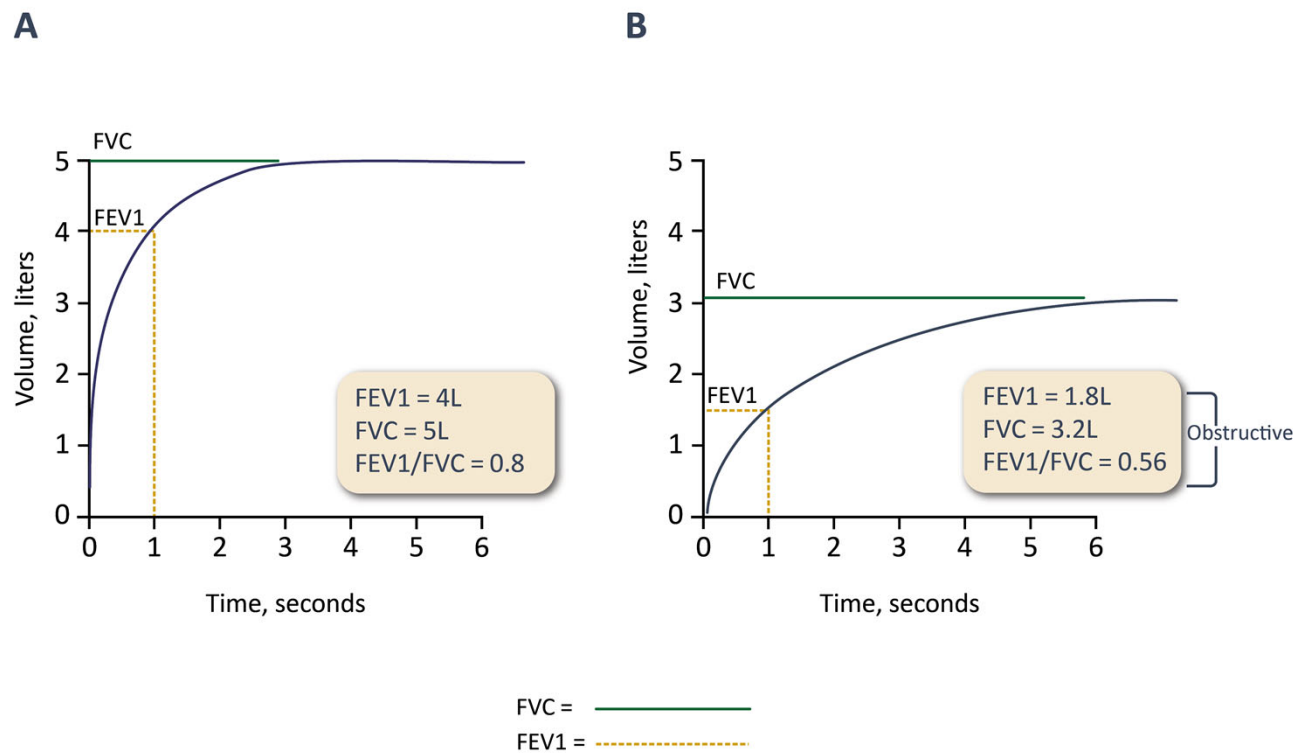 A
FVC
5
FEV1
4
3
2
1
0
Volume, liters
FEV1 = 4L
FVC = 5L
FEV1/FVC = 0.8
0 1 2 3 4 5 6
Time, seconds
B
5
4
FVC
3
2
FEV1
1
0
Volume, liters
FEV1 = 1.8L
FVC = 3.2L
FEV1/FVC = 0.56
Obstructive
0 1 2 3 4 5 6
Time, seconds
FVC =
FEV1 =